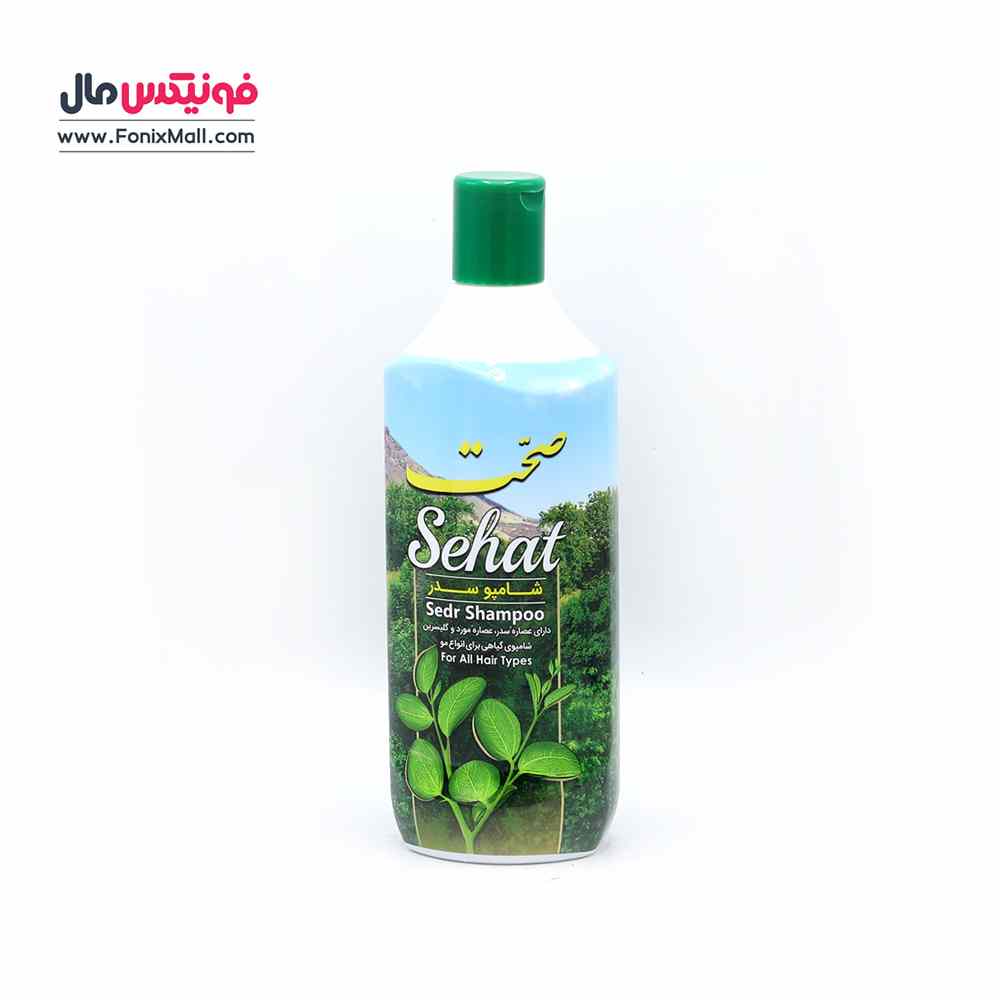 فونیکس مال
www.FonixMall.com
صحت
Sehat
شامپو سدر
Sedr Shampoo
دارای عصاره سدر، عصاره مورد و گلیسرین
شامپوی گیاهی برای انواع مو
For All Hair Types